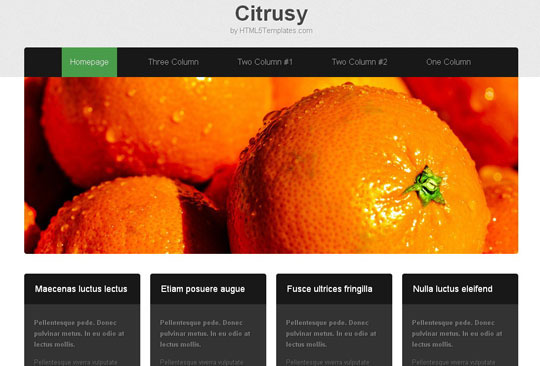 Citrusy
by HTML5Templates.com
Homepage Three Column Two Column #1 Two Column #2 One Column
Maecenas luctus lectus
Pellentesque pede. Donec
pulvinar metus. In eu odio at
lectus mollis.
Pellentesque viverra vulputate
Etiam posuere augue
Pellentesque pede. Donec
pulvinar metus. In eu odio at
lectus mollis.
Pellentesque viverra vulputate
Fusce ultrices fringilla
Pellentesque pede. Donec
pulvinar metus. In eu odio at
lectus mollis.
Pellentesque viverra vulputate
Nulla luctus eleifend
Pellentesque pede. Donec
pulvinar metus. In eu odio at
lectus mollis.
Pellentesque viverra vulputate